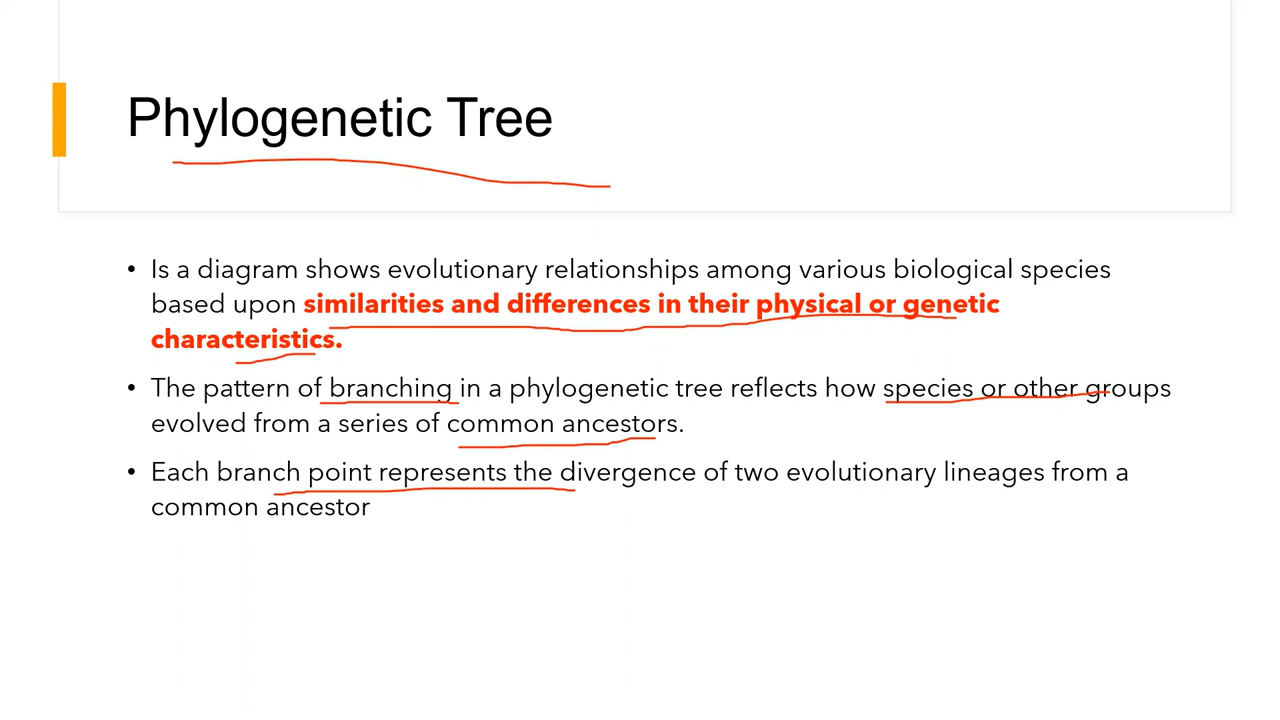 Phylogenetic Tree
• Is a diagram shows evolutionary relationships among various biological species
based upon similarities and differences in their physical or genetic
characteristics.
• The pattern of branching in a phylogenetic tree reflects how species or other groups
evolved from a series of common ancestors.
• Each branch point represents the divergence of two evolutionary lineages from a
common ancestor